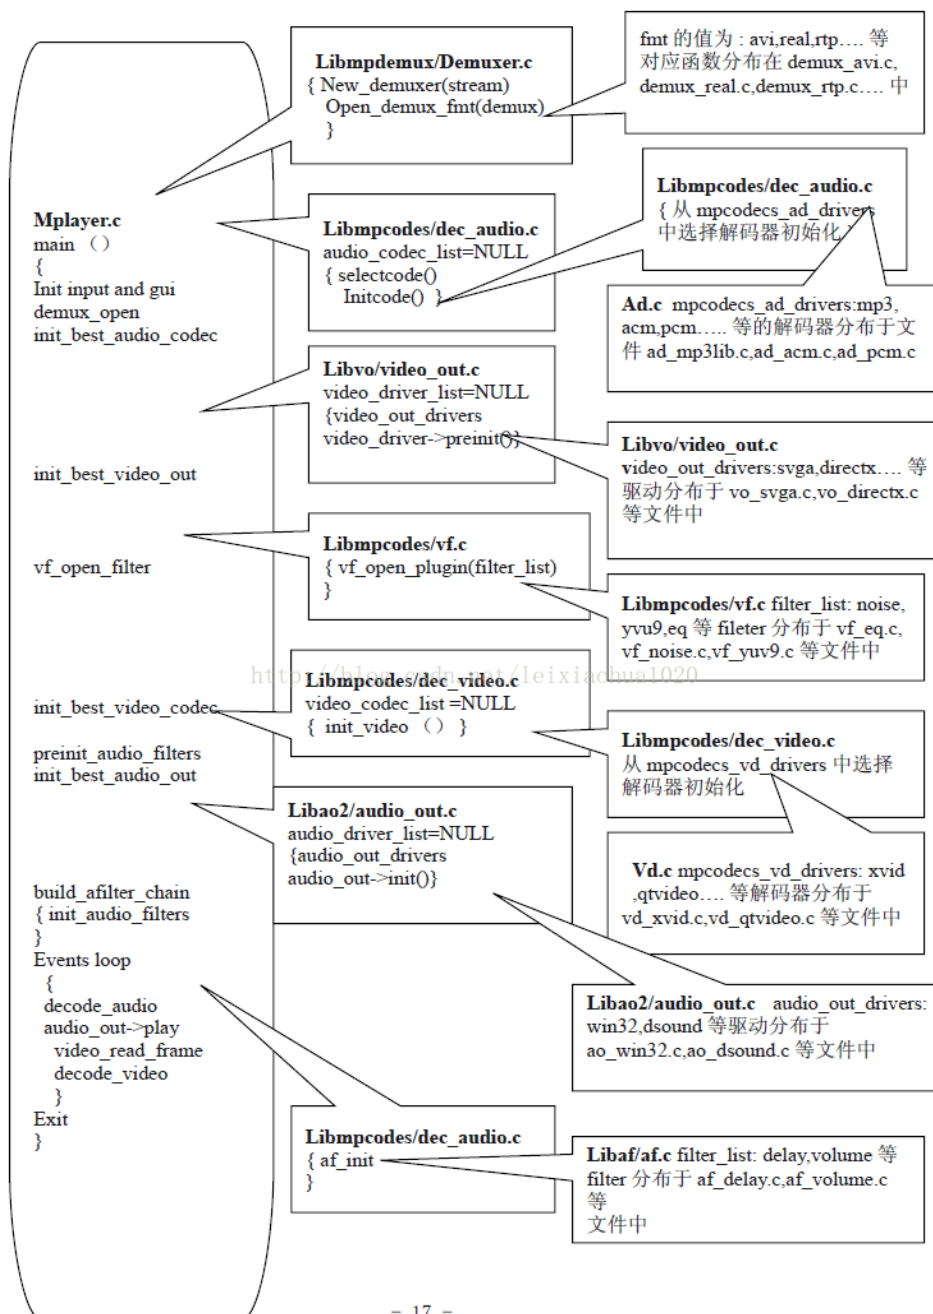 Libmpdemux/Demuxer.c
{ New_demuxer(stream)
Open_demux_fmt(demux)
}
fmt 的值为 : avi,real,rtp…. 等
对应函数分布在 demux_avi.c,
demux_real.c,demux_rtp.c…. 中
Mplayer.c
main （）
{
Init input and gui
demux_open
init_best_audio_codec
init_best_video_out
vf_open_filter
init_best_video_codec
preinit_audio_filters
init_best_audio_out
build_afilter_chain
{ init_audio_filters
}
Events loop
{
decode_audio
audio_out->play
video_read_frame
decode_video
}
Exit
}
Libmpcodes/dec_audio.c
audio_codec_list=NULL
{ selectcode()
Initcode() }
Libmpcodes/dec_audio.c
{ 从 mpcodecs_ad_drivers
中选择解码器初始化 }
Ad.c mpcodecs_ad_drivers:mp3,
acm,pcm….. 等的解码器分布于文
件 ad_mp3lib.c,ad_acm.c,ad_pcm.c
Libvo/video_out.c
video_driver_list=NULL
{video_out_drivers
video_driver->preinit()}
Libvo/video_out.c
video_out_drivers:svga,directx…. 等
驱动分布于 vo_svga.c,vo_directx.c
等文件中
Libmpcodes/vf.c
{ vf_open_plugin(filter_list)
}
Libmpcodes/vf.c filter_list: noise,
yvu9,eq 等 fileter 分布于 vf_eq.c,
vf_noise.c,vf_yuv9.c 等文件中
http://blog.csdn.net/leixiaohua1020
Libmpcodes/dec_video.c
video_codec_list =NULL
{ init_video （） }
Libmpcodes/dec_video.c
从 mpcodecs_vd_drivers 中选择
解码器初始化
Vd.c mpcodecs_vd_drivers: xvid
,qtvideo…. 等解码器分布于
vd_xvid.c,vd_qtvideo.c 等文件中
Libao2/audio_out.c
audio_driver_list=NULL
{audio_out_drivers
audio_out->init()}
Libao2/audio_out.c audio_out_drivers:
win32,dsound 等驱动分布于
ao_win32.c,ao_dsound.c 等文件中
Libmpcodes/dec_audio.c
{ af_init
}
Libaf/af.c filter_list: delay,volume 等
filter 分布于 af_delay.c,af_volume.c
等
文件中
- 17 -